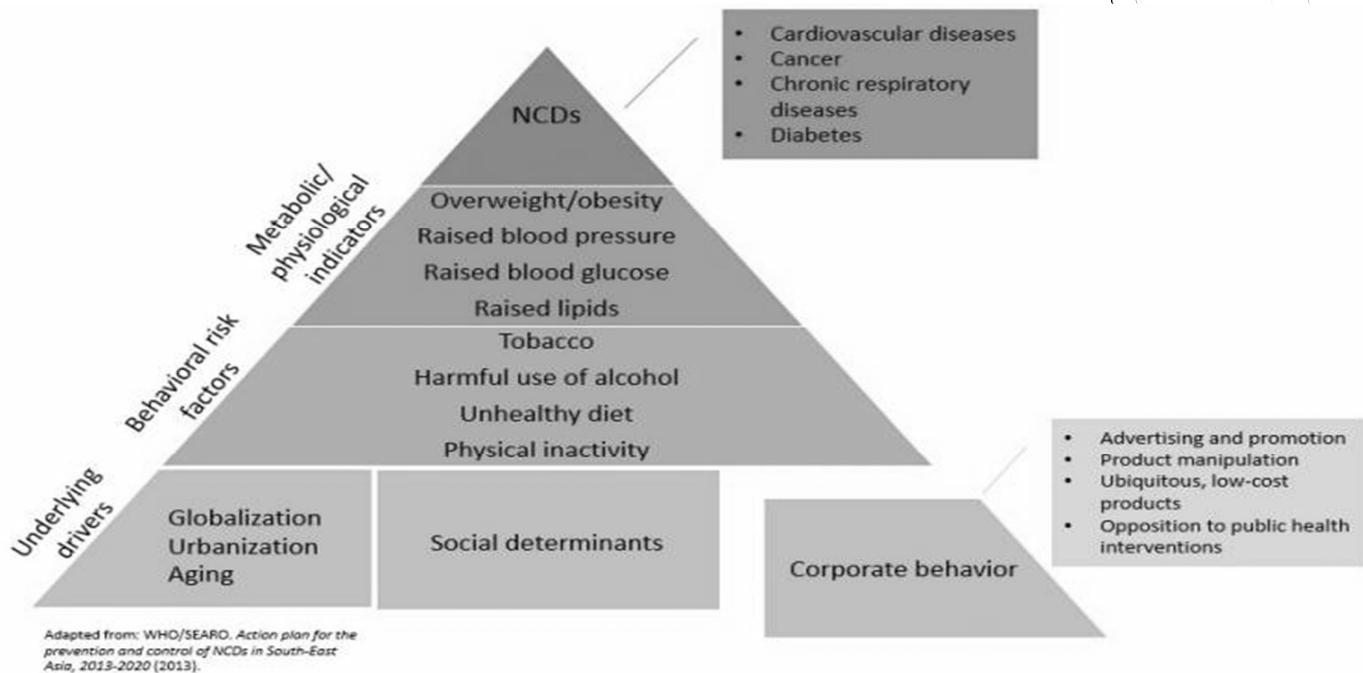 • Cardiovascular diseases
• Cancer
• Chronic respiratory
diseases
• Diabetes
NCDs
Metabolic/
physiological
indicators
Overweight/obesity
Raised blood pressure
Raised blood glucose
Raised lipids
Behavioral risk
factors
Tobacco
Harmful use of alcohol
Unhealthy diet
Physical inactivity
Underlying
drivers
Globalization
Urbanization
Aging
Social determinants
Corporate behavior
• Advertising and promotion
• Product manipulation
• Ubiquitous, low-cost
products
• Opposition to public health
interventions
Adapted from: WHO/SEARO. Action plan for the
prevention and control of NCDs in South-East
Asia, 2013-2020 (2013).